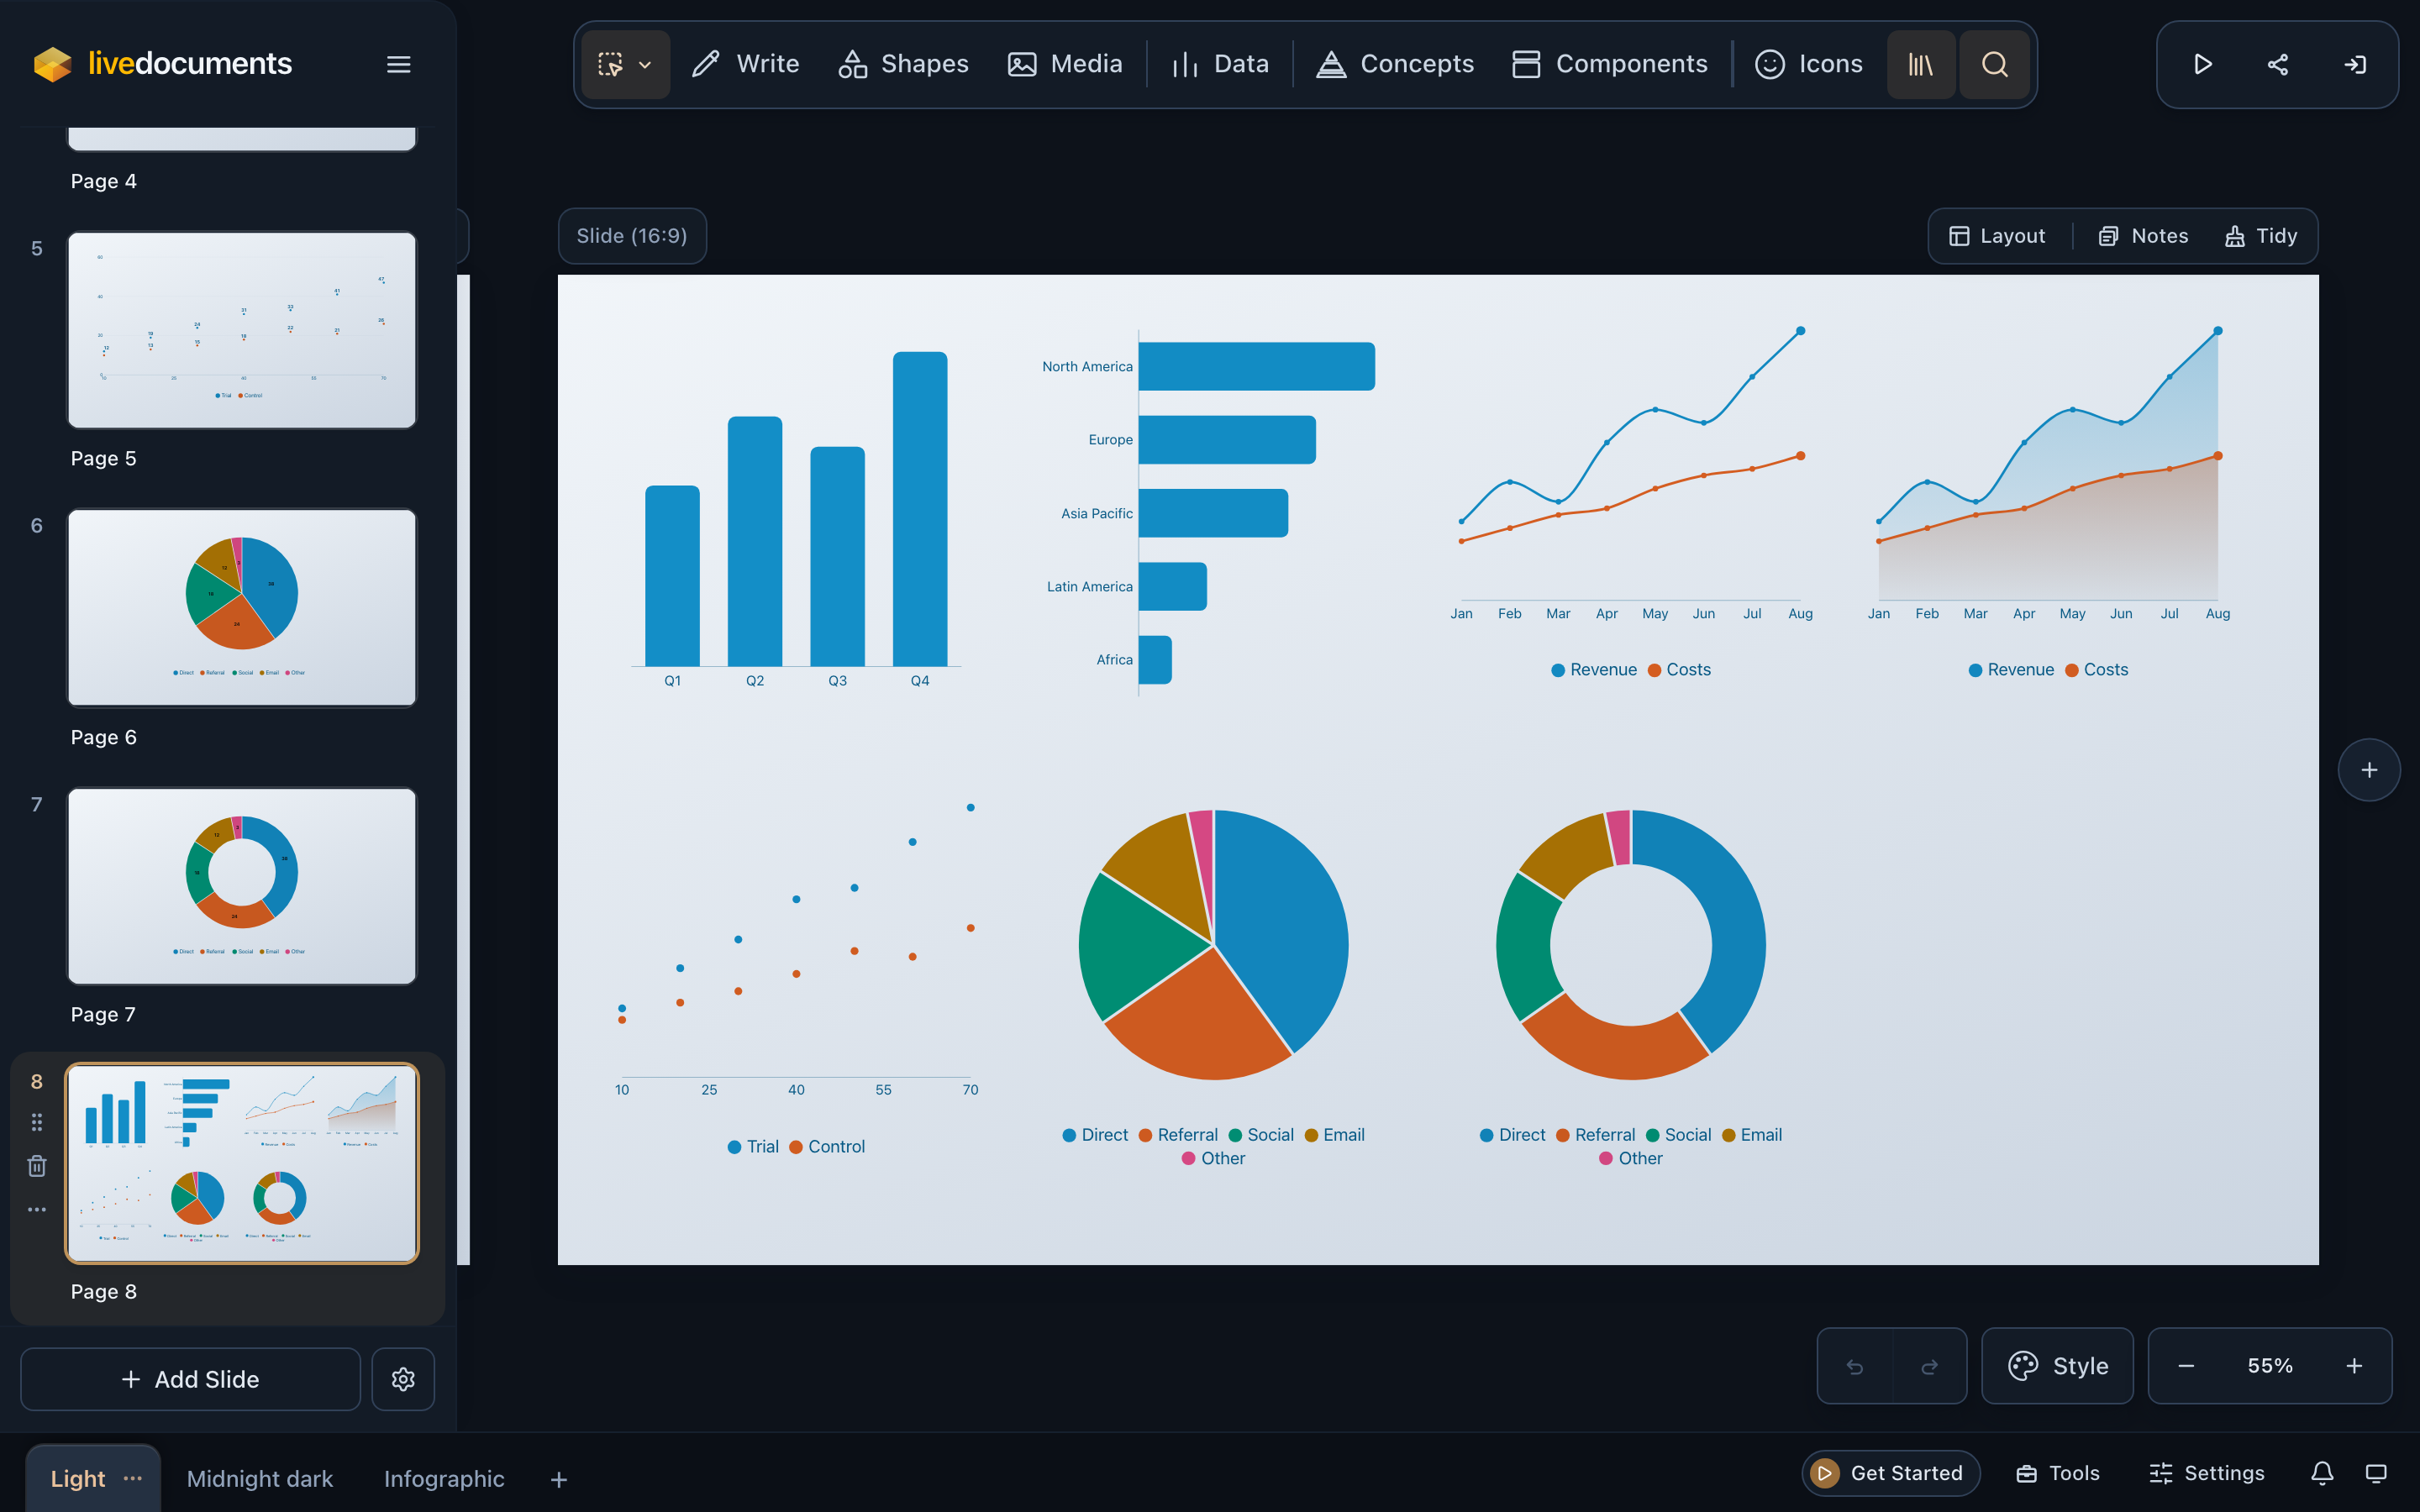 livedocuments
Write
Shapes
Media
Data
Concepts
Components
Icons
Page 4
5
Page 5
6
Page 6
7
Page 7
8
Page 8
Add Slide
Slide (16:9)
Layout
Notes
Tidy
Q1 Q2 Q3 Q4
North America
Europe
Asia Pacific
Latin America
Africa
Jan Feb Mar Apr May Jun Jul Aug
Revenue Costs
Jan Feb Mar Apr May Jun Jul Aug
Revenue Costs
10 25 40 55 70
Trial Control
Direct Referral Social Email
Other
Direct Referral Social Email
Other
Style
55%
Light
Midnight dark
Infographic
Get Started
Tools
Settings